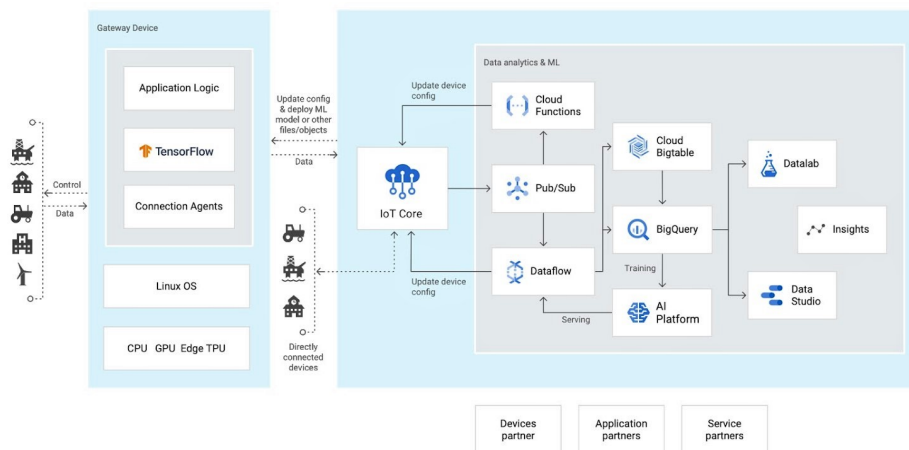 Gateway Device
Application Logic
TensorFlow
Connection Agents
Linux OS
CPU GPU Edge TPU
Control
Data
Update config
& deploy ML
model or other
files/objects
Data
Directly
connected
devices
IoT Core
Data analytics & ML
Update device
config
Cloud
Functions
Pub/Sub
Dataflow
Update device
config
Cloud
Bigtable
BigQuery
Training
AI
Platform
Serving
Datalab
Insights
Data
Studio
Devices
partner
Application
partners
Service
partners